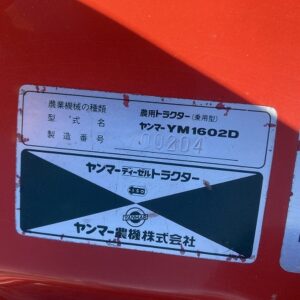 農業機械の種類 農用トラクター(乗用型)
型式名 ヤンマーYM1602D
製造番号 00204
ヤンマーディーゼルトラクター
ヤンマー農機株式会社